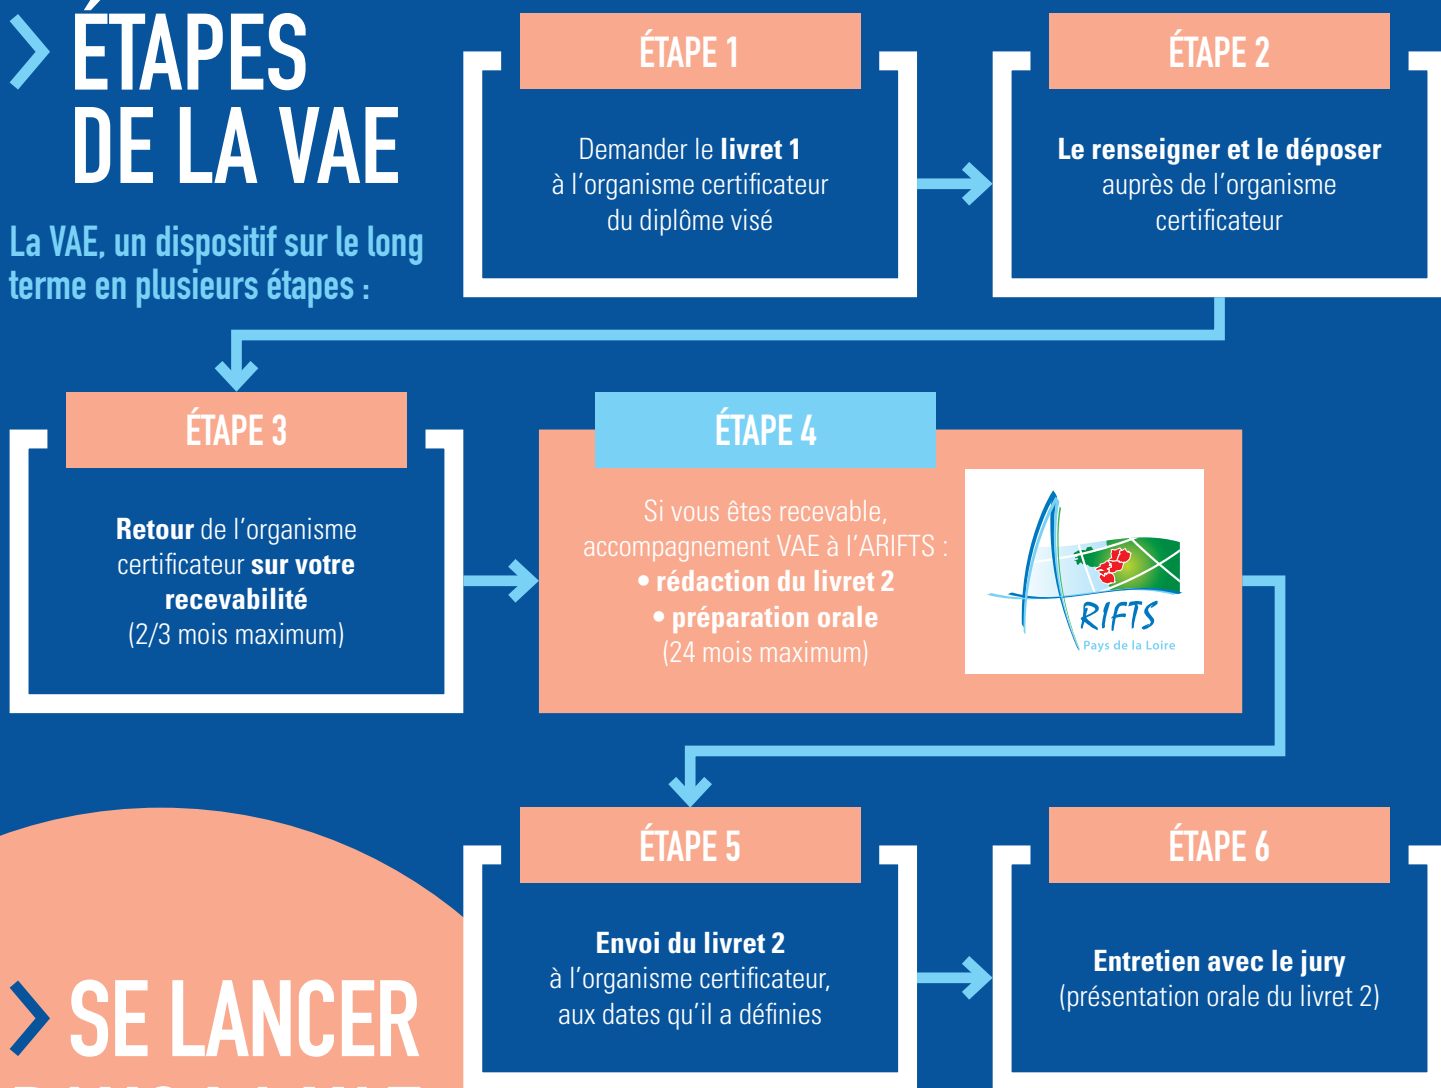 ÉTAPES
DE LA VAE
La VAE, un dispositif sur le long
terme en plusieurs étapes :
ÉTAPE 1
Demander le livret 1
à l'organisme certificateur
du diplôme visé
ÉTAPE 2
Le renseigner et le déposer
auprès de l'organisme
certificateur
ÉTAPE 3
Retour de l'organisme
certificateur sur votre
recevabilité
(2/3 mois maximum)
ÉTAPE 4
Si vous êtes recevable,
accompagnement VAE à l'ARIFTS :
• rédaction du livret 2
• préparation orale
(24 mois maximum)
ARIFTS
Pays de la Loire
ÉTAPE 5
Envoi du livret 2
à l'organisme certificateur,
aux dates qu'il a définies
ÉTAPE 6
Entretien avec le jury
(présentation orale du livret 2)
SE LANCER